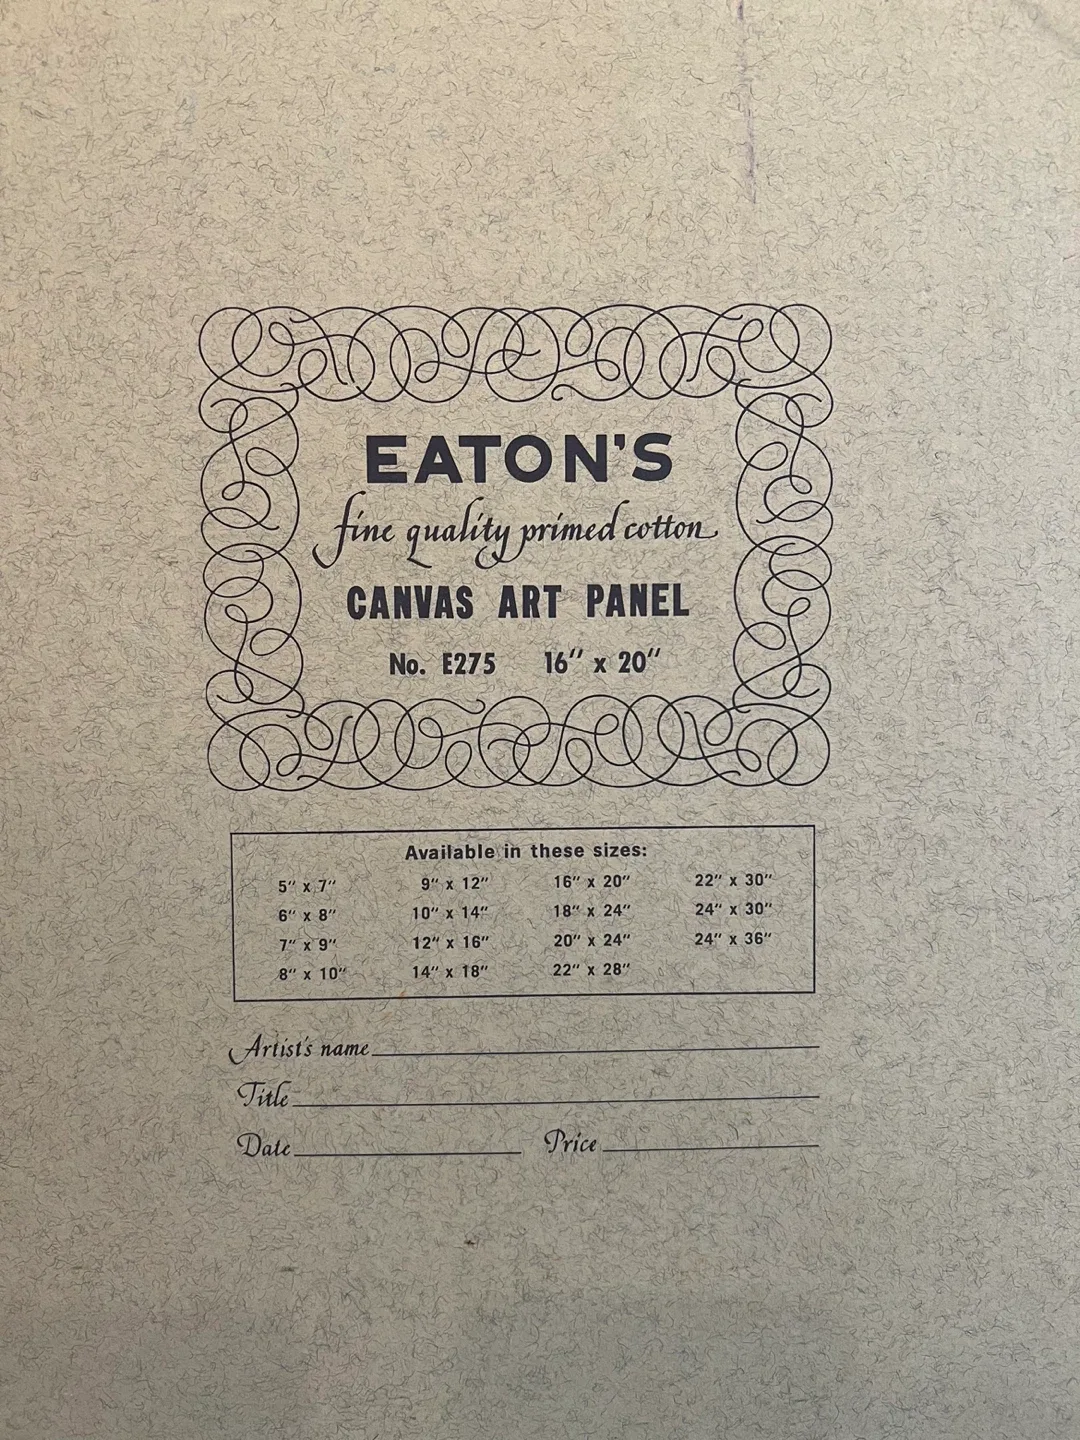 EATON'S
fine quality primed cotton
CANVAS ART PANEL
No. E275 16" x 20"
Available in these sizes:
5" x 7" 9" x 12" 16" x 20" 22" x 30"
6" x 8" 10" x 14" 18" x 24" 24" x 30"
7" x 9" 12" x 16" 20" x 24" 24" x 36"
8" x 10" 14" x 18" 22" x 28"
Artist's name
Title
Date Price